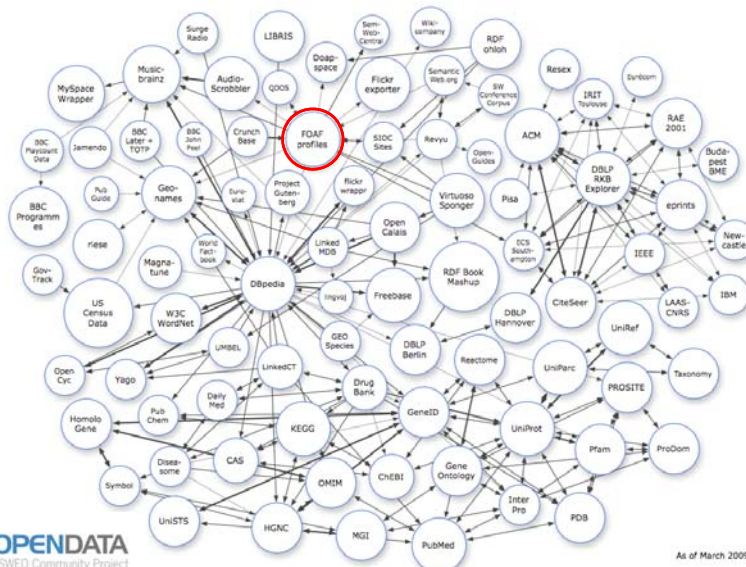 Surge
Radio
LIBRIS
Sem-
Web-
Central
Wiki-
company
RDF
ohloh
Music-
brainz
Audio-
Scrobbler
Doap-
space
Flickr
exporter
Semantic
Web.org
SW
Conference
Corpus
Resex
IRIT
Toulouse
Eurécom
MySpace
Wrapper
QDOS
RAE
2001
BBC
Playcount
Data
Jamendo
BBC
Later +
TOTP
BBC
John
Peel
Crunch
Base
FOAF
profiles
SIOC
Sites
Revyu
Open-
Guides
ACM
DBLP
RKB
Explorer
Buda-
pest
BME
Pub
Guide
Geo-
names
Euro-
stat
Project
Guten-
berg
flickr
wrappr
Virtuoso
Sponger
Pisa
eprints
BBC
Programm
es
riese
World
Fact-
book
Linked
MDB
Open
Calais
ECS
South-
ampton
IEEE
New-
castle
Gov-
Track
Magna-
tune
DBpedia
RDF Book
Mashup
US
Census
Data
W3C
WordNet
lingvoj
Freebase
DBLP
Hannover
CiteSeer
LAAS-
CNRS
IBM
UMBEL
GEO
Species
DBLP
Berlin
Reactome
UniParc
UniRef
Open
Cyc
Yago
LinkedCT
Drug
Bank
PROSITE
Taxonomy
Daily
Med
Homolo
Gene
Pub
Chem
KEGG
GeneID
UniProt
Pfam
ProDom
Disea-
some
CAS
ChEBI
Gene
Ontology
Symbol
OMIM
Inter
Pro
UniSTS
HGNC
MGI
PubMed
PDB
OPENDATA
SWEO Community Project
As of March 2009